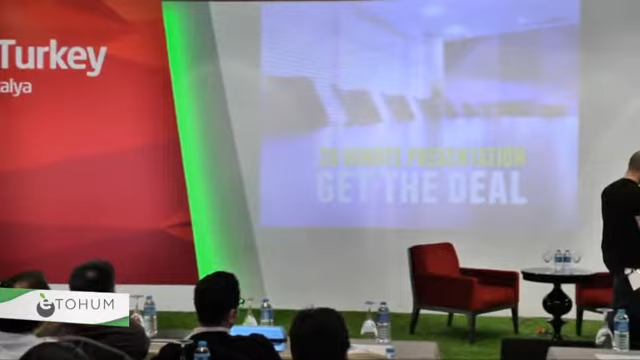 Turkey
alya
20 MINUTE PRESENTATION
GET THE DEAL
eTOHUM